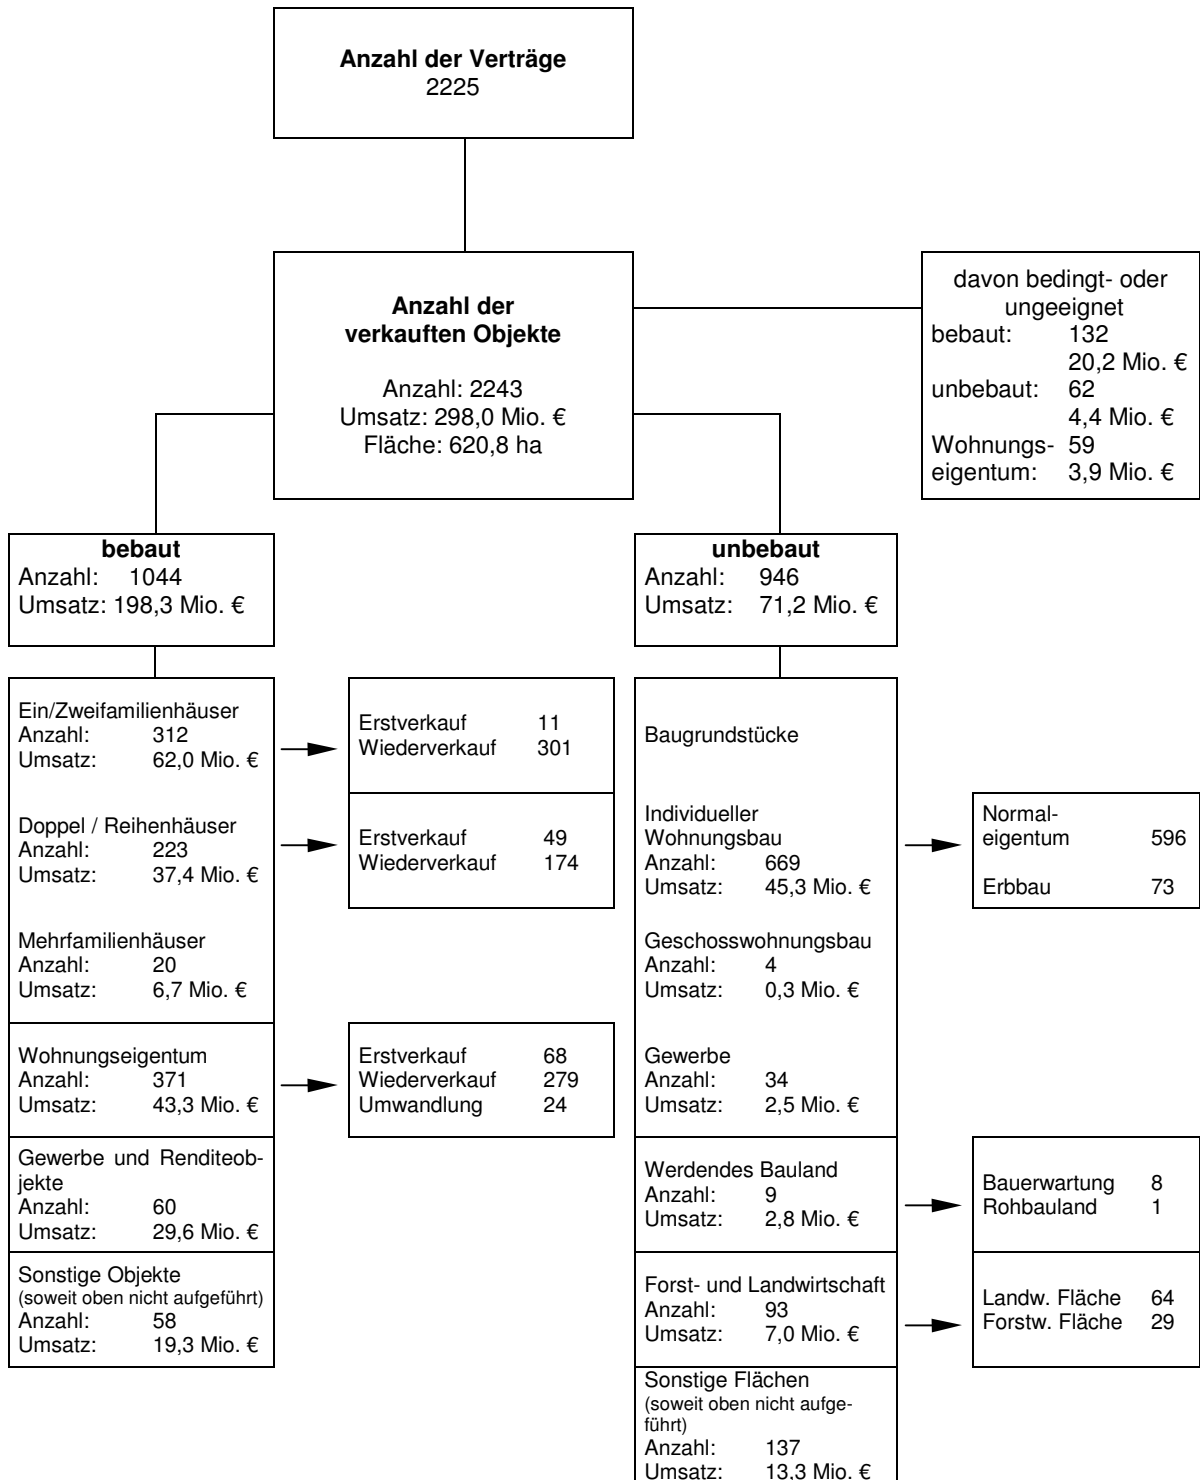 Anzahl der Verträge
2225
Anzahl der
verkauften Objekte
Anzahl: 2243
Umsatz: 298,0 Mio. €
Fläche: 620,8 ha
davon bedingt- oder
ungeeignet
bebaut: 132
20,2 Mio. €
unbebaut: 62
4,4 Mio. €
Wohnungs- 59
eigentum: 3,9 Mio. €
bebaut
Anzahl: 1044
Umsatz: 198,3 Mio. €
unbebaut
Anzahl: 946
Umsatz: 71,2 Mio. €
Ein/Zweifamilienhäuser
Anzahl: 312
Umsatz: 62,0 Mio. €
Erstverkauf 11
Wiederverkauf 301
Doppel / Reihenhäuser
Anzahl: 223
Umsatz: 37,4 Mio. €
Erstverkauf 49
Wiederverkauf 174
Mehrfamilienhäuser
Anzahl: 20
Umsatz: 6,7 Mio. €
Wohnungseigentum
Anzahl: 371
Umsatz: 43,3 Mio. €
Erstverkauf 68
Wiederverkauf 279
Umwandlung 24
Gewerbe und Renditeob-
jekte
Anzahl: 60
Umsatz: 29,6 Mio. €
Sonstige Objekte
(soweit oben nicht aufgeführt)
Anzahl: 58
Umsatz: 19,3 Mio. €
Baugrundstücke
Individueller
Wohnungsbau
Anzahl: 669
Umsatz: 45,3 Mio. €
Normal-
eigentum 596
Erbbau 73
Geschosswohnungsbau
Anzahl: 4
Umsatz: 0,3 Mio. €
Gewerbe
Anzahl: 34
Umsatz: 2,5 Mio. €
Werdendes Bauland
Anzahl: 9
Umsatz: 2,8 Mio. €
Bauerwartung 8
Rohbauland 1
Forst- und Landwirtschaft
Anzahl: 93
Umsatz: 7,0 Mio. €
Landw. Fläche 64
Forstw. Fläche 29
Sonstige Flächen
(soweit oben nicht aufge-
führt)
Anzahl: 137
Umsatz: 13,3 Mio. €